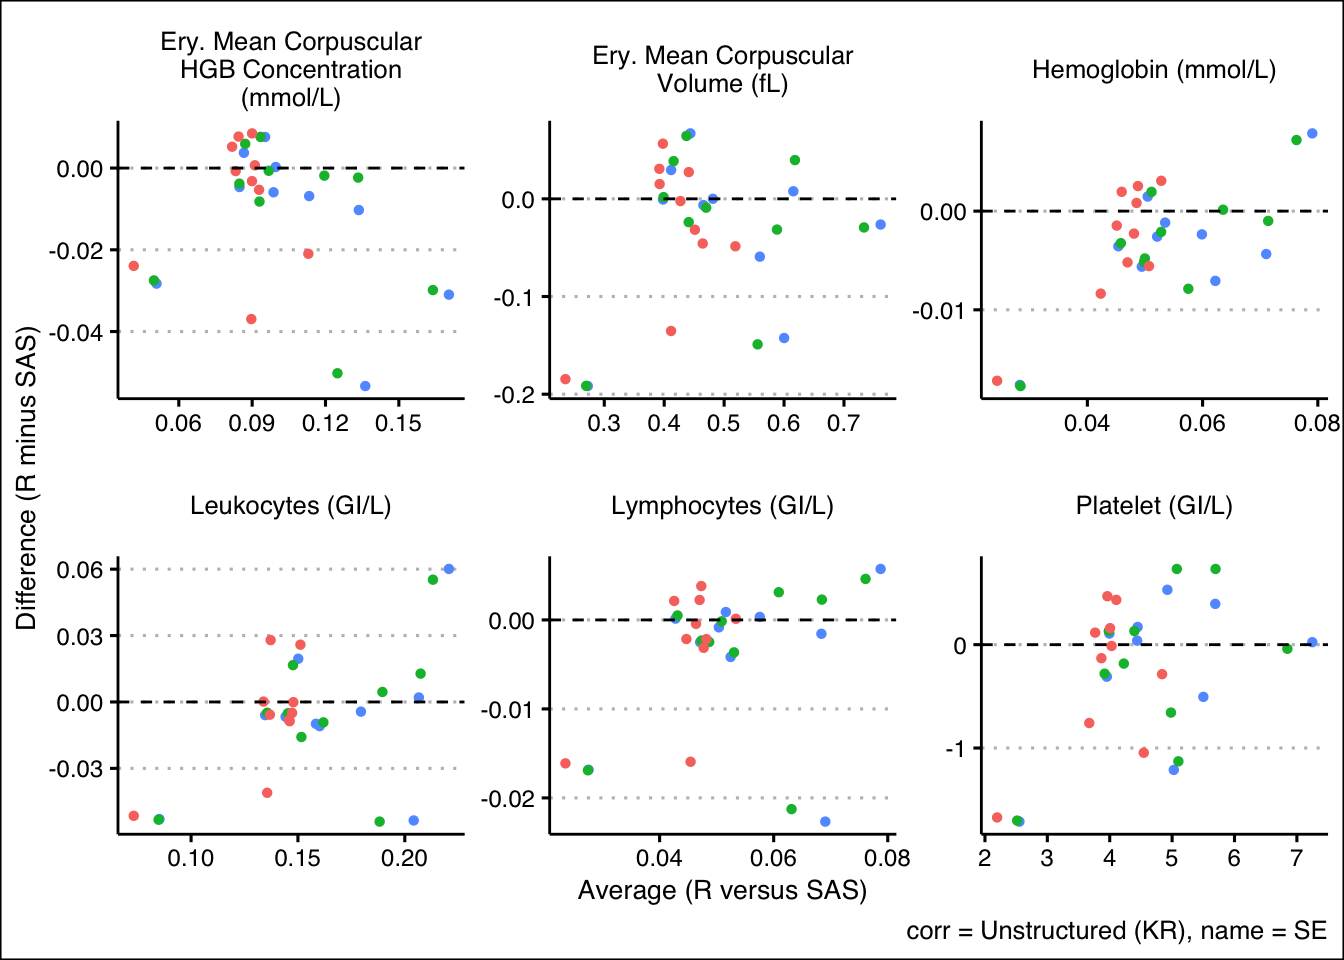 Ery. Mean Corpuscular
HGB Concentration
(mmol/L)
0.00
-0.02
-0.04
0.06 0.09 0.12 0.15
Ery. Mean Corpuscular
Volume (fL)
0.0
-0.1
-0.2
0.3 0.4 0.5 0.6 0.7
Hemoglobin (mmol/L)
0.00
-0.01
0.04 0.06 0.08
Difference (R minus SAS)
Leukocytes (GI/L)
0.06
0.03
0.00
-0.03
0.10 0.15 0.20
Lymphocytes (GI/L)
0.00
-0.01
-0.02
0.04 0.06 0.08
Platelet (GI/L)
0
-1
2 3 4 5 6 7
Average (R versus SAS)
corr = Unstructured (KR), name = SE